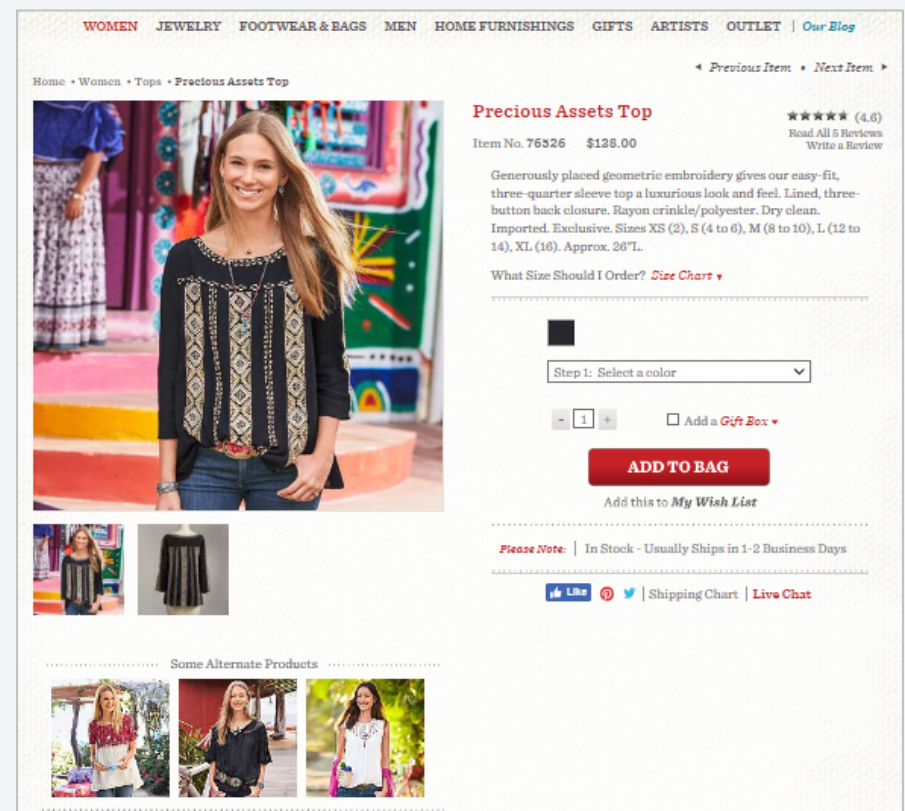 WOMEN JEWELRY FOOTWEAR & BAGS MEN HOME FURNISHINGS GIFTS ARTISTS OUTLET | Our Blog
◄ Previous Item • Next Item ►
Home • Women • Tops • Precious Assets Top
Precious Assets Top
(4.6)
Item No. 76326 $138.00
Read All 5 Reviews
Write a Review
Generously placed geometric embroidery gives our easy-fit,
three-quarter sleeve top a luxurious look and feel. Lined, three-
button back closure. Rayon crinkle/polyester. Dry clean.
Imported. Exclusive. Sizes XS (2), S (4 to 6), M (8 to 10), L (12 to
14), XL (16). Approx. 26"L.
What Size Should I Order? Size Chart ▾
Step 1: Select a color
- 1 +
Add a Gift Box ▾
ADD TO BAG
Add this to My Wish List
Please Note: | In Stock - Usually Ships in 1-2 Business Days
Like | Shipping Chart | Live Chat
Some Alternate Products